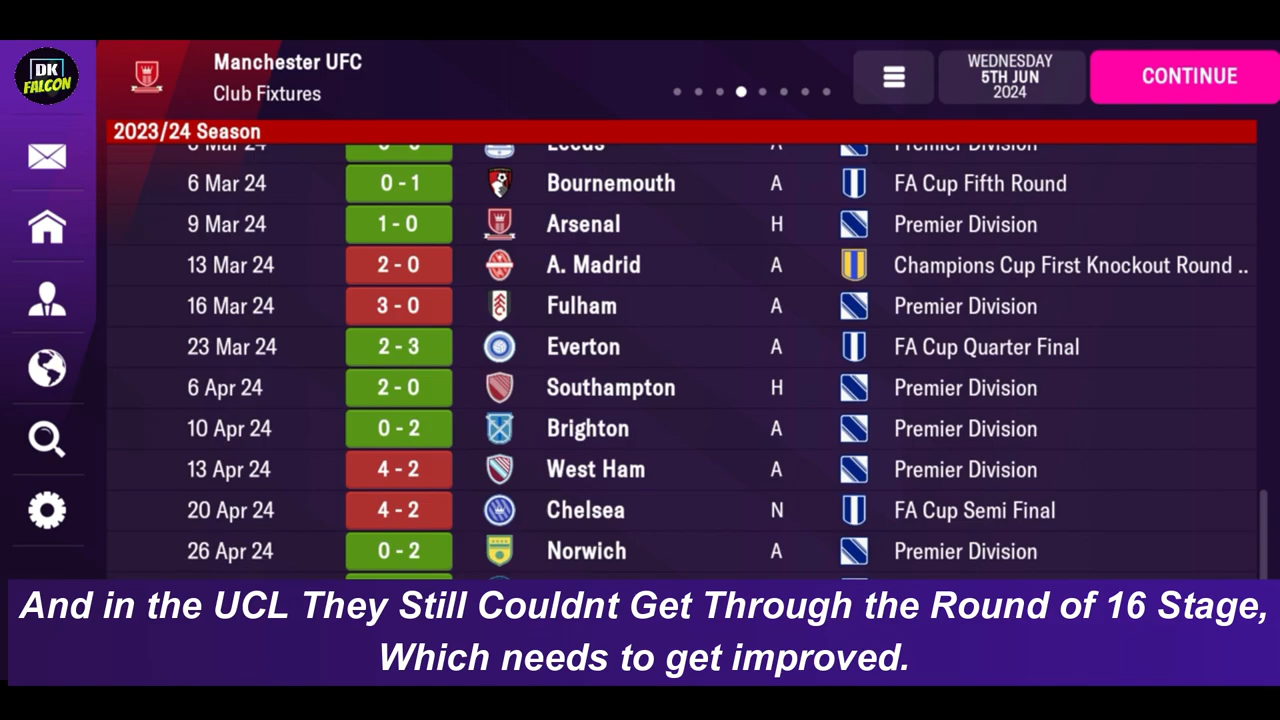 DK
FALCON
Manchester UFC
Club Fixtures
WEDNESDAY
5TH JUN
2024
CONTINUE
2023/24 Season
Leeds A Premier Division
6 Mar 24 0 - 1 Bournemouth A FA Cup Fifth Round
9 Mar 24 1 - 0 Arsenal H Premier Division
13 Mar 24 2 - 0 A. Madrid A Champions Cup First Knockout Round ..
16 Mar 24 3 - 0 Fulham A Premier Division
23 Mar 24 2 - 3 Everton A FA Cup Quarter Final
6 Apr 24 2 - 0 Southampton H Premier Division
10 Apr 24 0 - 2 Brighton A Premier Division
13 Apr 24 4 - 2 West Ham A Premier Division
20 Apr 24 4 - 2 Chelsea N FA Cup Semi Final
26 Apr 24 0 - 2 Norwich A Premier Division
And in the UCL They Still Couldnt Get Through the Round of 16 Stage,
Which needs to get improved.